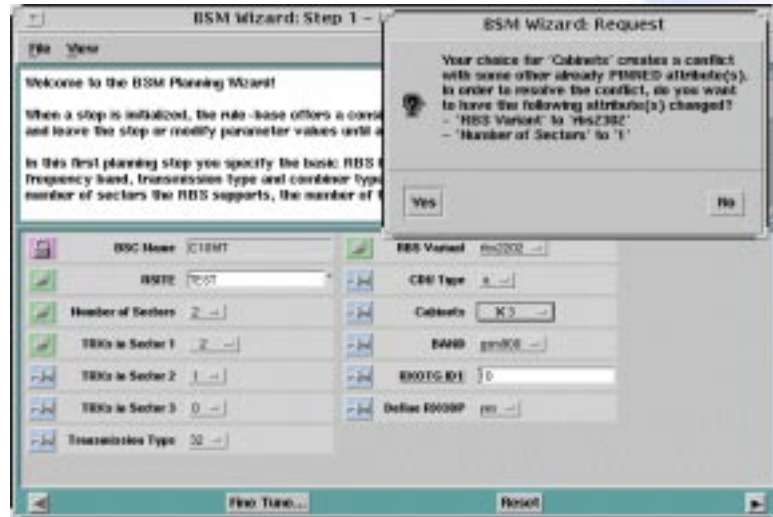 BSM Wizard: Step 1 –
File View
Welcome to the BSM Planning Wizard!
When a step is initialized, the rule-base offers a consi
and leave the step or modify parameter values until a
In this first planning step you specify the basic RBS
frequency band, transmission type and combiner typ
number of sectors the RBS supports, the number of
BSM Wizard: Request
Your choice for 'Cabinets' creates a conflict
with some other already PINNED attribute(s).
In order to resolve the conflict, do you want
to have the following attribute(s) changed?
- 'RBS Variant' to 'rbs2302'
- 'Number of Sectors' to '1'
Yes No
BSC Name
RSITE TEST
Number of Sectors 2
TRXs in Sector 1 2
TRXs in Sector 2 1
TRXs in Sector 3 0
Transmission Type 32
RBS Variant rbs2202
CDU Type a
Cabinets
BAND
RXOTG ID1 0
Define yes
Fine Tune... Reset